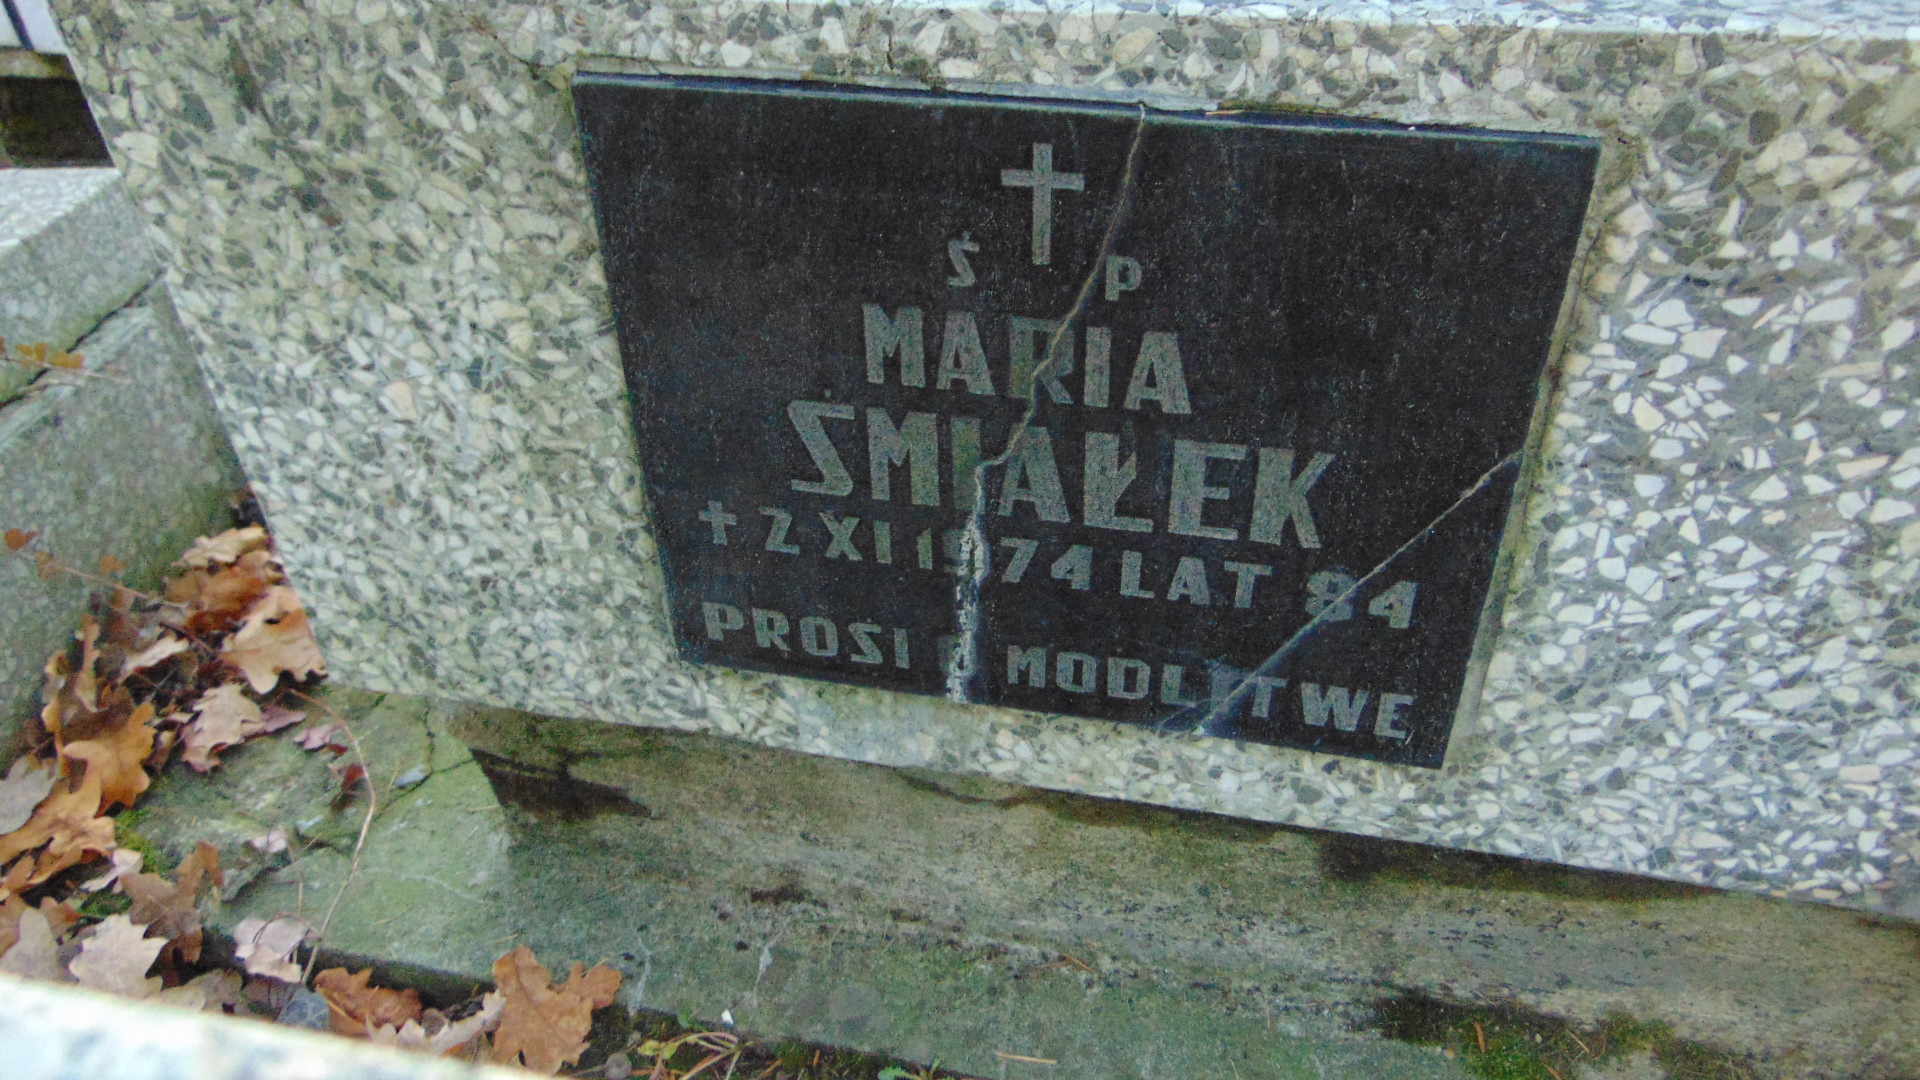 Ś P
MARIA
ŚMIAŁEK
✝ 2 XI 1974 LAT 84
PROSI O MODLITWĘ